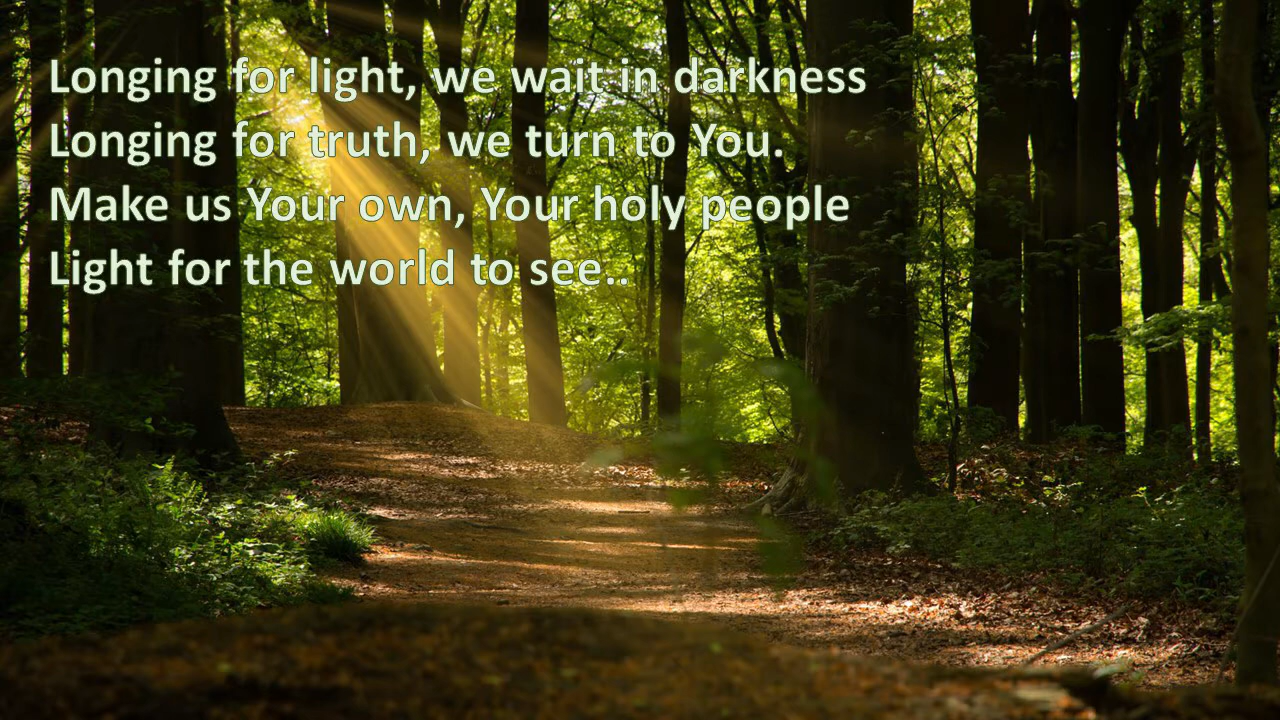 Longing for light, we wait in darkness
Longing for truth, we turn to You.
Make us Your own, Your holy people
Light for the world to see..